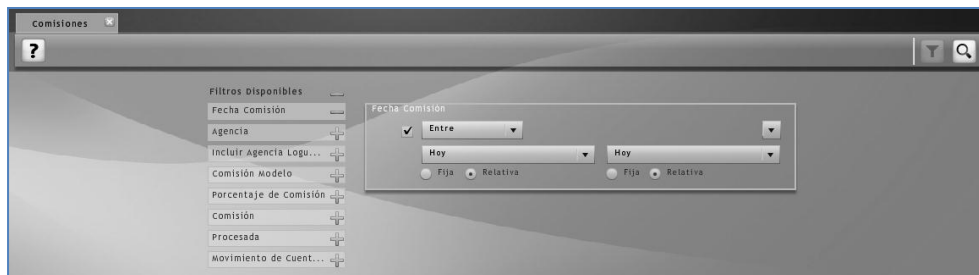 Comisiones
?
Filtros Disponibles
Fecha Comisión
Agencia
Incluir Agencia Logu...
Comisión Modelo
Porcentaje de Comisión
Comisión
Procesada
Movimiento de Cuent...
Fecha Comisión
Entre
Hoy Hoy
Fija Relativa Fija Relativa